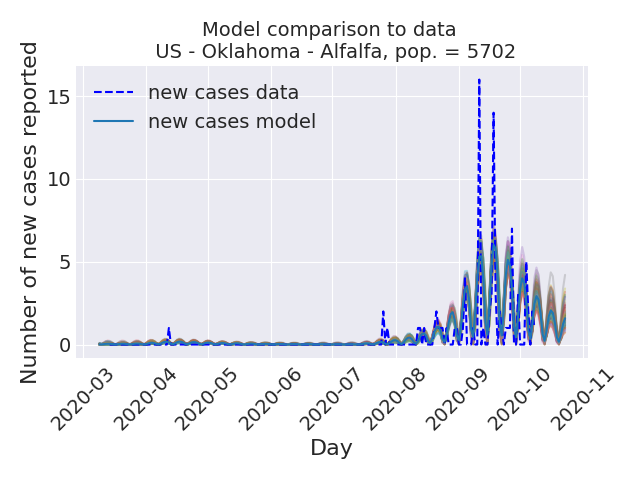 Model comparison to data
US - Oklahoma - Alfalfa, pop. = 5702
Number of new cases reported
15
10
5
0
new cases data
new cases model
2020-03
2020-04
2020-05
2020-06
2020-07
2020-08
2020-09
2020-10
2020-11
Day